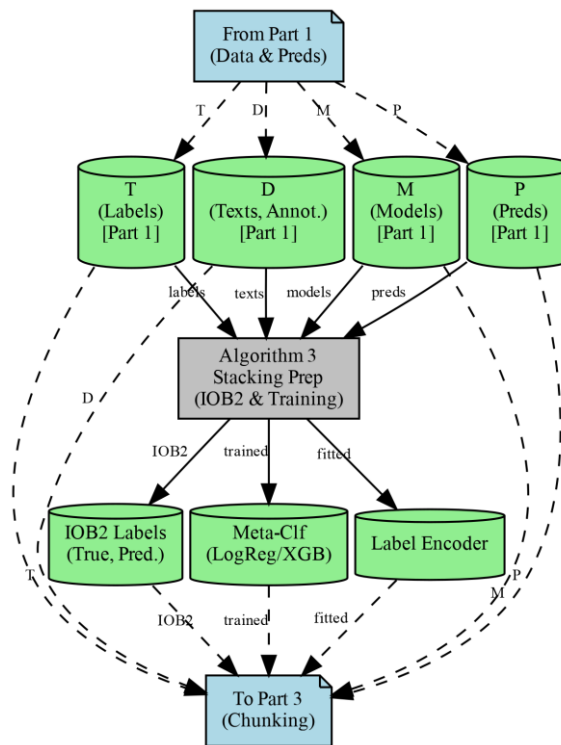 From Part 1
(Data & Preds)
T
D
M
P
T
(Labels)
[Part 1]
D
(Texts, Annot.)
[Part 1]
M
(Models)
[Part 1]
P
(Preds)
[Part 1]
labels
texts
models
preds
Algorithm 3
Stacking Prep
(IOB2 & Training)
D
IOB2
trained
fitted
IOB2 Labels
(True, Pred.)
Meta-Clf
(LogReg/XGB)
Label Encoder
T
P
M
IOB2
trained
fitted
To Part 3
(Chunking)